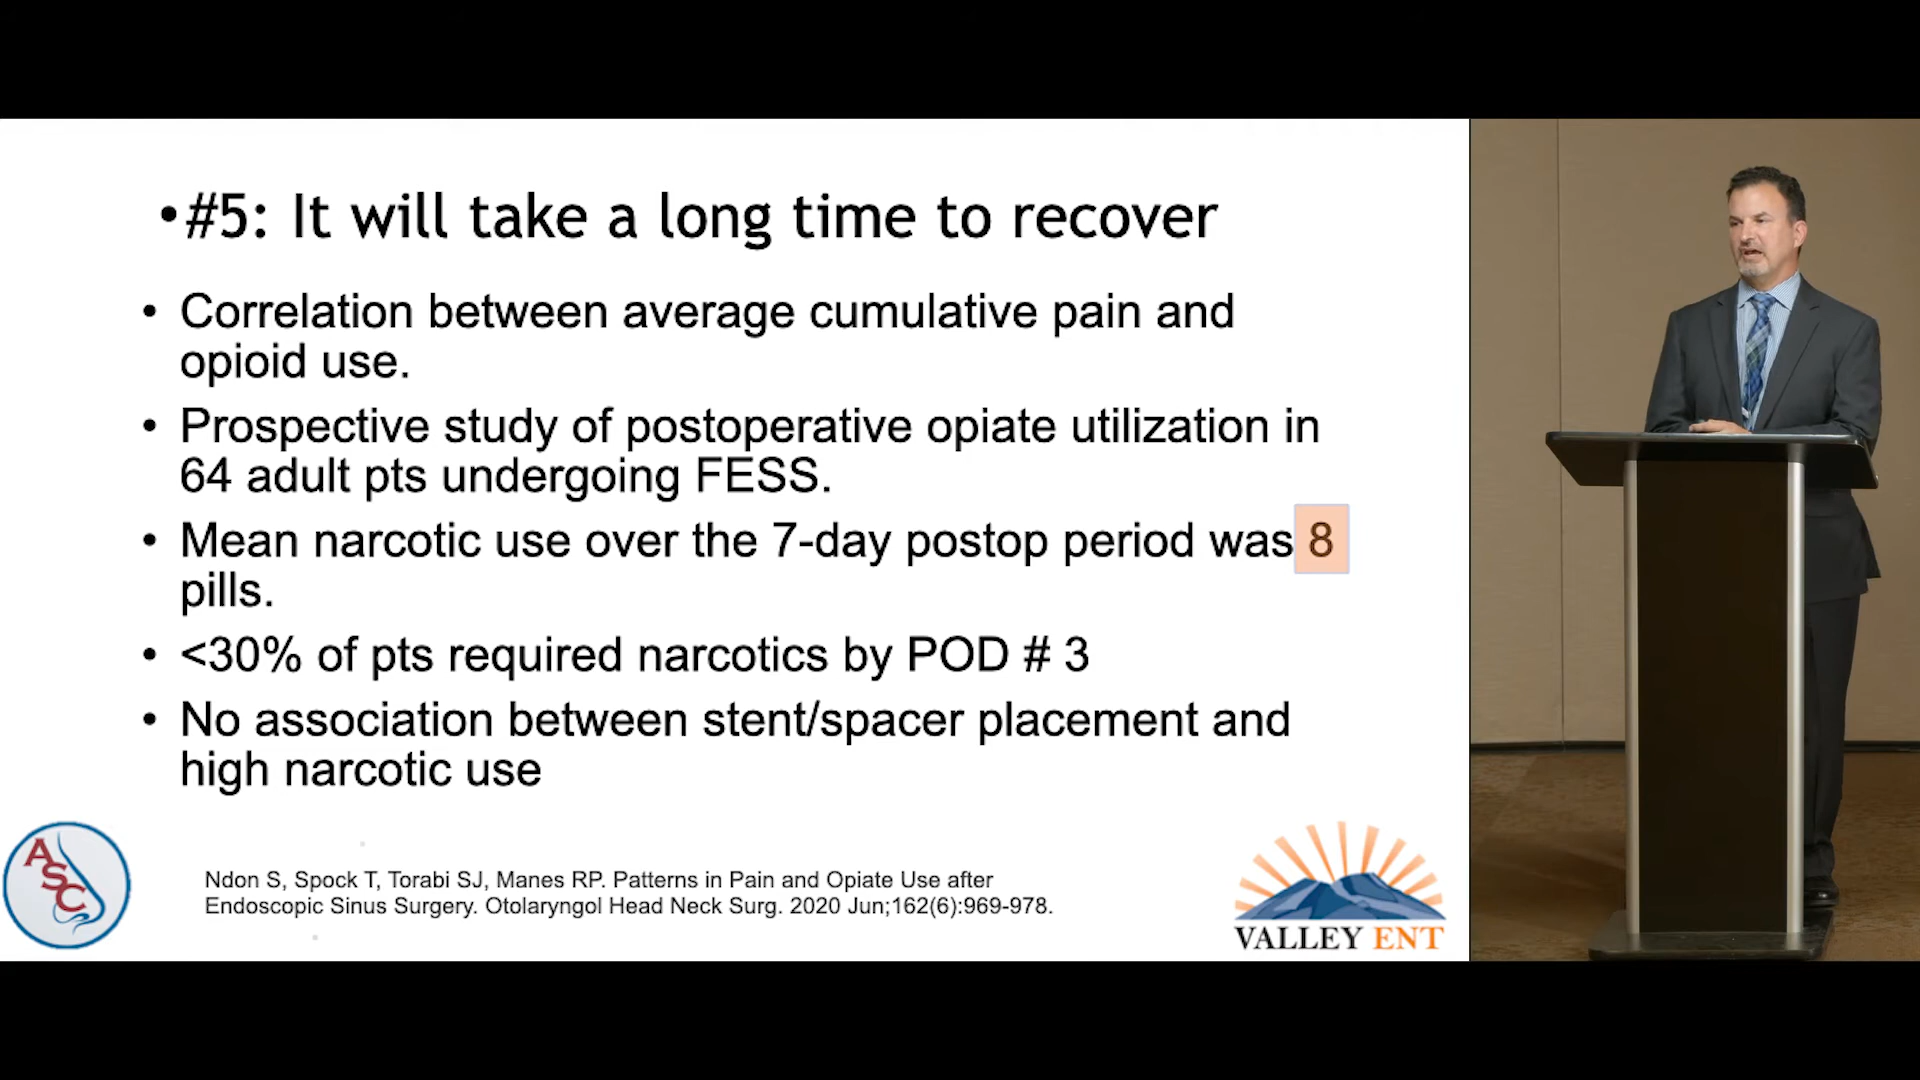 •#5: It will take a long time to recover
• Correlation between average cumulative pain and
opioid use.
• Prospective study of postoperative opiate utilization in
64 adult pts undergoing FESS.
• Mean narcotic use over the 7-day postop period was 8
pills.
• <30% of pts required narcotics by POD # 3
• No association between stent/spacer placement and
high narcotic use
Ndon S, Spock T, Torabi SJ, Manes RP. Patterns in Pain and Opiate Use after
Endoscopic Sinus Surgery. Otolaryngol Head Neck Surg. 2020 Jun;162(6):969-978.
ASC
VALLEY ENT